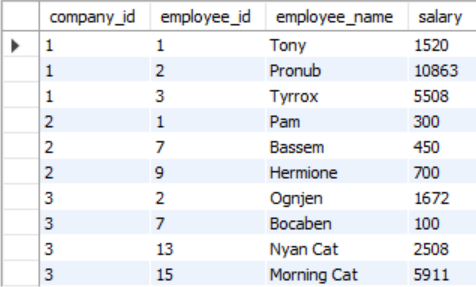 company_id employee_id employee_name salary
1 1 Tony 1520
1 2 Pronub 10863
1 3 Tyrrox 5508
2 1 Pam 300
2 7 Bassem 450
2 9 Hermione 700
3 2 Ognjen 1672
3 7 Bocaben 100
3 13 Nyan Cat 2508
3 15 Morning Cat 5911